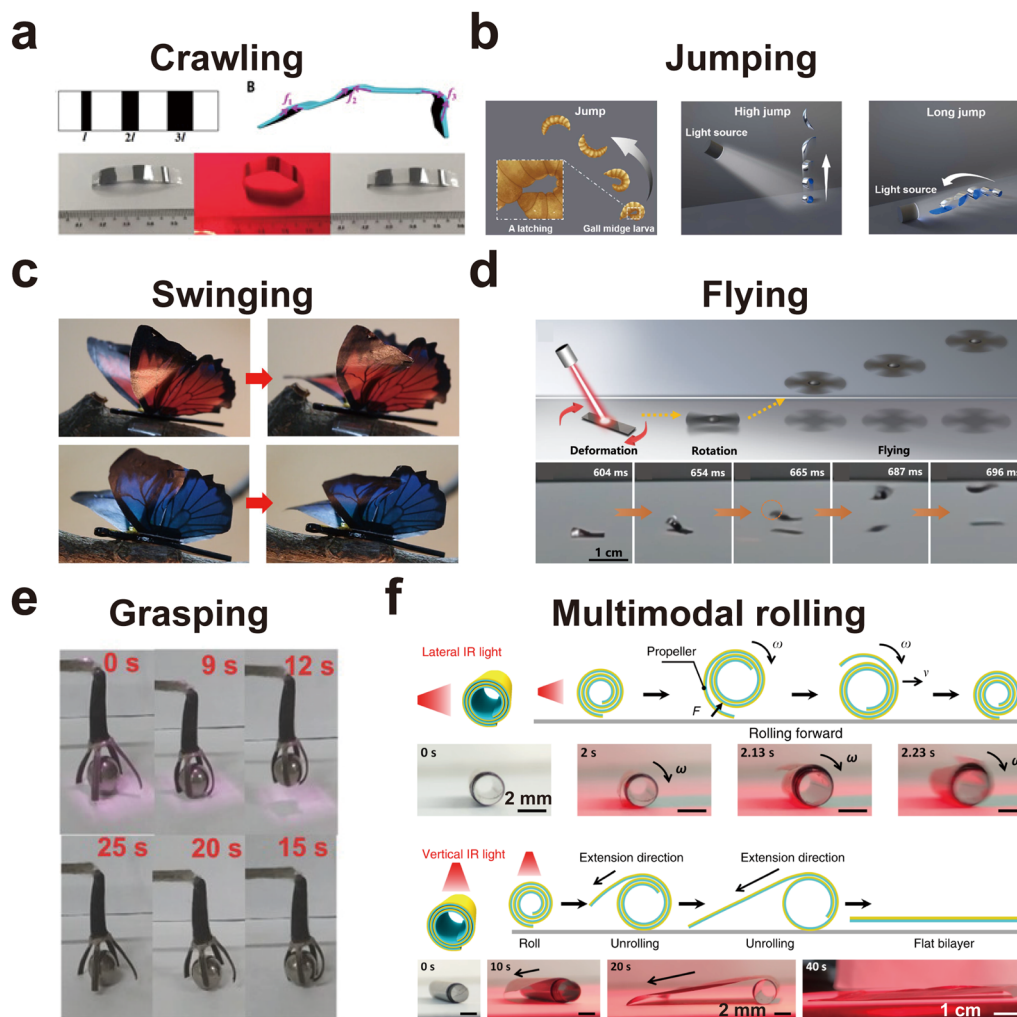 a
Crawling
B
f1
f2
f3
l
2l
3l
b
Jumping
Jump
A latching
Gall midge larva
High jump
Light source
Long jump
Light source
c
Swinging
d
Flying
Deformation
Rotation
Flying
604 ms
654 ms
665 ms
687 ms
696 ms
1 cm
e
Grasping
0 s
9 s
12 s
25 s
20 s
15 s
f
Multimodal rolling
Lateral IR light
Propeller
ω
ω
v
F
Rolling forward
0 s
2 s
2.13 s
2.23 s
ω
ω
ω
2 mm
Vertical IR light
Extension direction
Extension direction
Roll
Unrolling
Unrolling
Flat bilayer
0 s
10 s
20 s
40 s
2 mm
1 cm